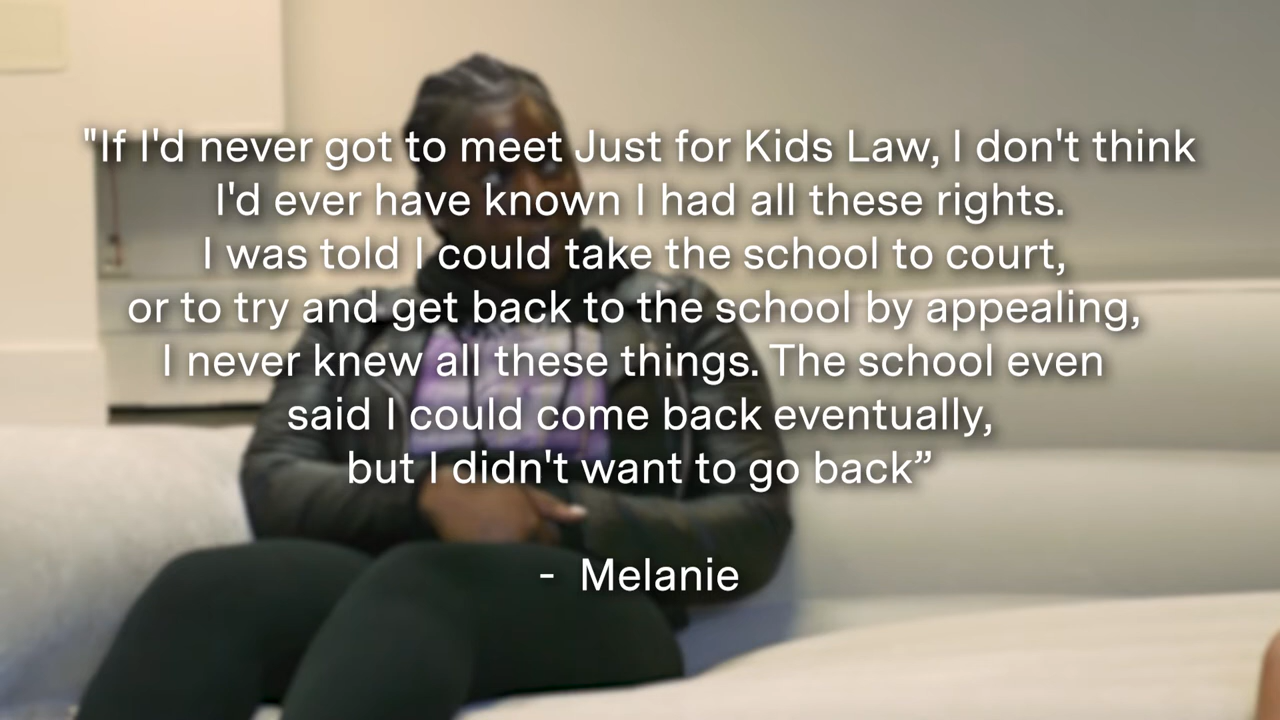 "If I'd never got to meet Just for Kids Law, I don't think
I'd ever have known I had all these rights.
I was told I could take the school to court,
or to try and get back to the school by appealing,
I never knew all these things. The school even
said I could come back eventually,
but I didn't want to go back”
- Melanie